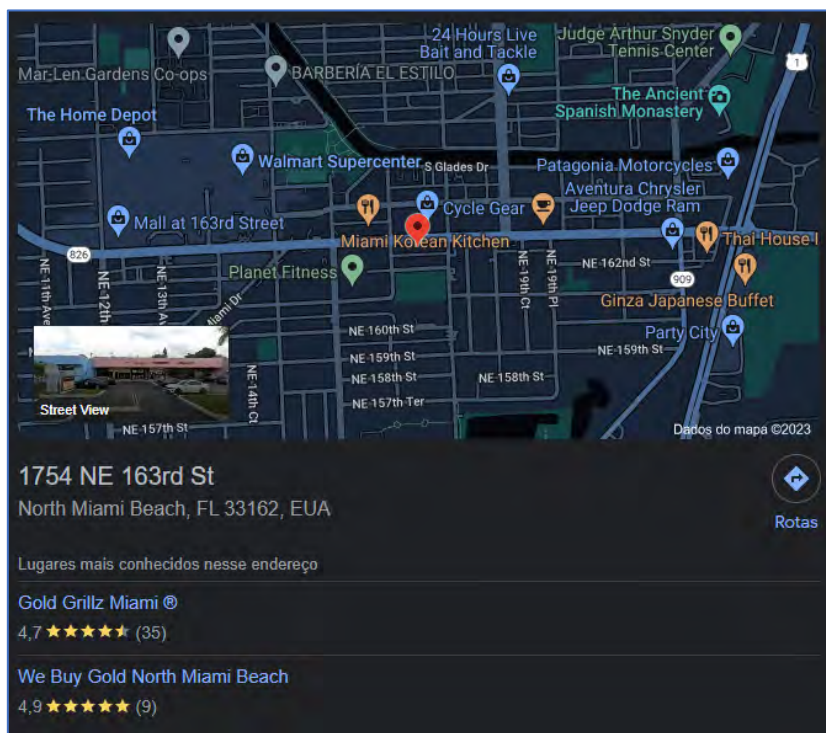 24 Hours Live
Bait and Tackle
Judge Arthur Snyder
Tennis Center
1
Mar-Len Gardens Co-ops
BARBERÍA EL ESTILO
The Ancient
Spanish Monastery
The Home Depot
Walmart Supercenter
S Glades Dr
Patagonia Motorcycles
Mall at 163rd Street
Cycle Gear
Aventura Chrysler
Jeep Dodge Ram
Miami Korean Kitchen
Thai House I
826
Planet Fitness
NE 162nd St
909
Ginza Japanese Buffet
NE 11th Ave
NE 12th
NE 13th Av
Miami Dr
NE 19th Ct
NE 19th Pl
NE 160th St
Party City
NE 159th St
NE 159th St
NE 14th Ct
NE 158th St
NE 158th St
NE 157th Ter
Street View
NE 157th St
Dados do mapa ©2023
1754 NE 163rd St
North Miami Beach, FL 33162, EUA
Rotas
Lugares mais conhecidos nesse endereço
Gold Grillz Miami ®
4,7 (35)
We Buy Gold North Miami Beach
4,9 (9)